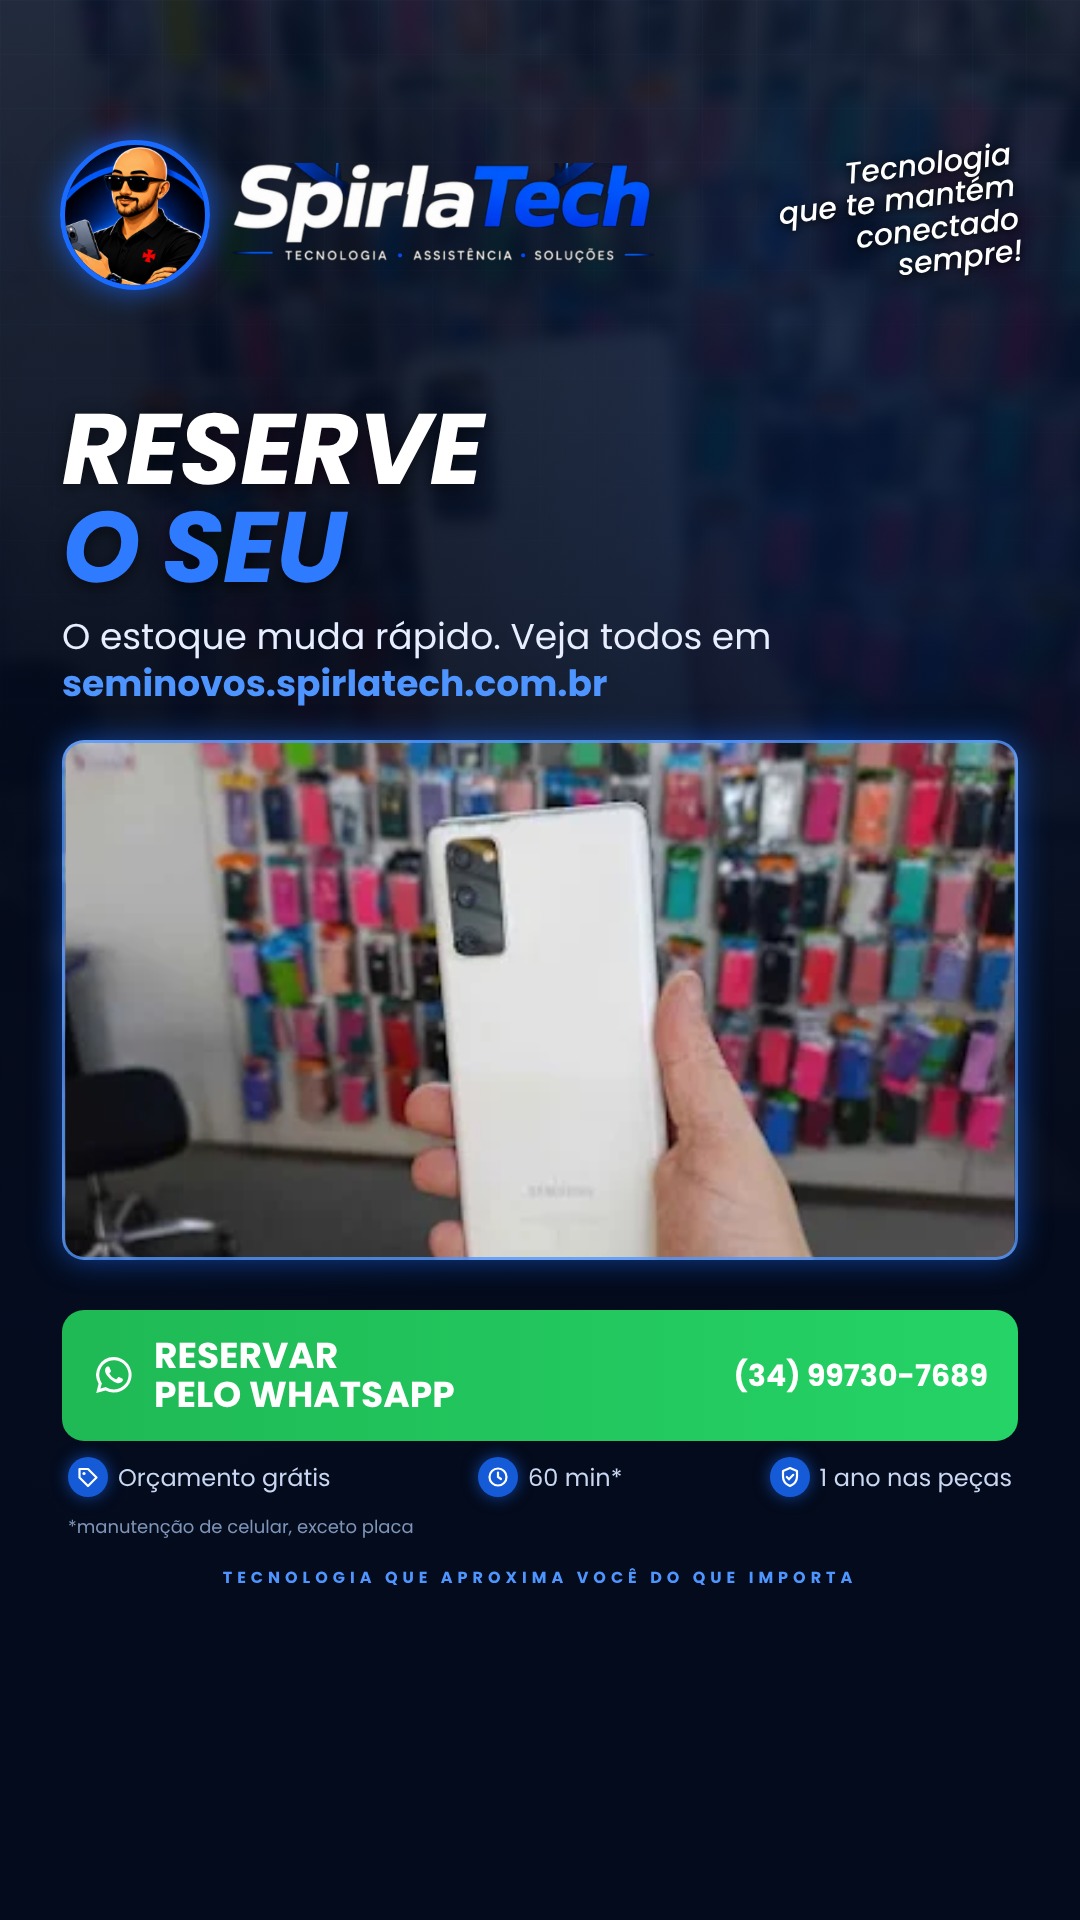 SpirlaTech
TECNOLOGIA • ASSISTÊNCIA • SOLUÇÕES
Tecnologia
que te mantém
conectado
sempre!
RESERVE
O SEU
O estoque muda rápido. Veja todos em
seminovos.spirlatech.com.br
SAMSUNG
RESERVAR
PELO WHATSAPP
(34) 99730-7689
Orçamento grátis
60 min*
1 ano nas peças
*manutenção de celular, exceto placa
TECNOLOGIA QUE APROXIMA VOCÊ DO QUE IMPORTA